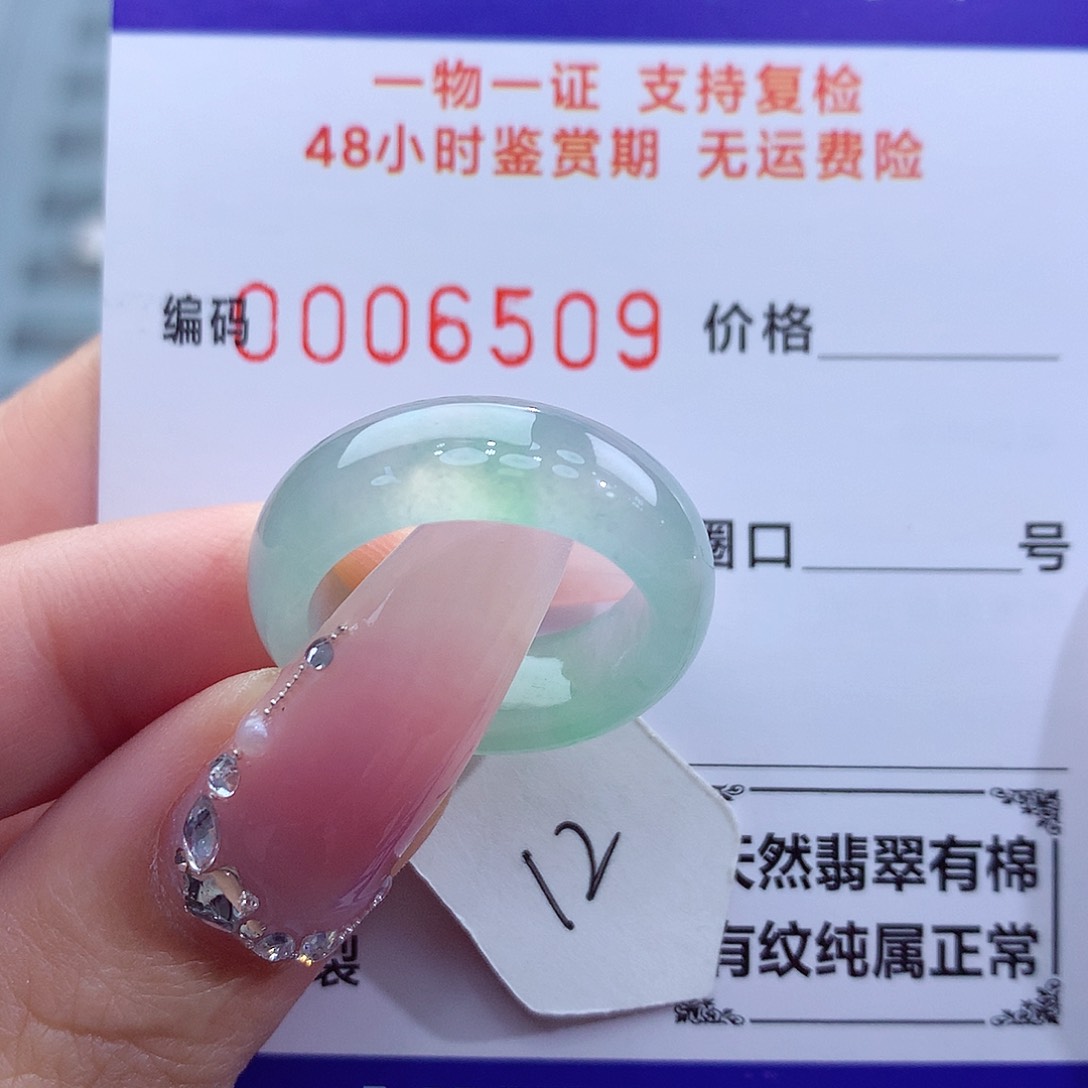 一物一证 支持复检
48小时鉴赏期 无运费险
编码0006509 价格
圈口 号
12
天然翡翠有棉
有纹纯属正常
裂